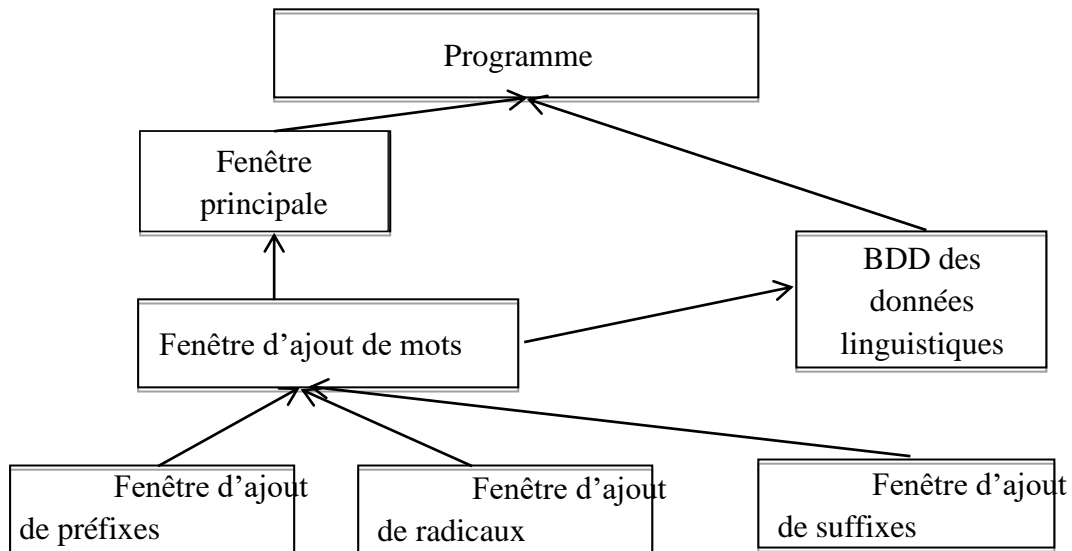 Programme
Fenêtre
principale
BDD des
données
linguistiques
Fenêtre d’ajout de mots
Fenêtre d’ajout
de préfixes
Fenêtre d’ajout
de radicaux
Fenêtre d’ajout
de suffixes